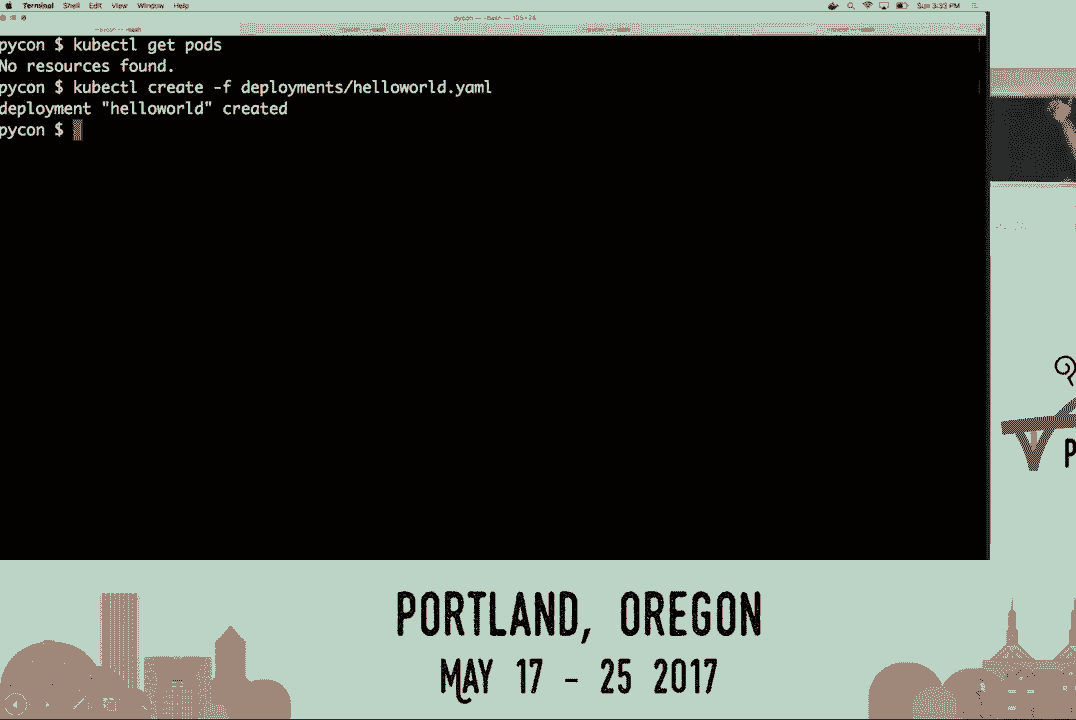 Terminal Shell Edit View Window Help
Sun 3:33 PM
pycon — -bash — 105×24
pycon $ kubectl get pods
No resources found.
pycon $ kubectl create -f deployments/helloworld.yaml
deployment "helloworld" created
pycon $
P
PORTLAND, OREGON
MAY 17 - 25 2017